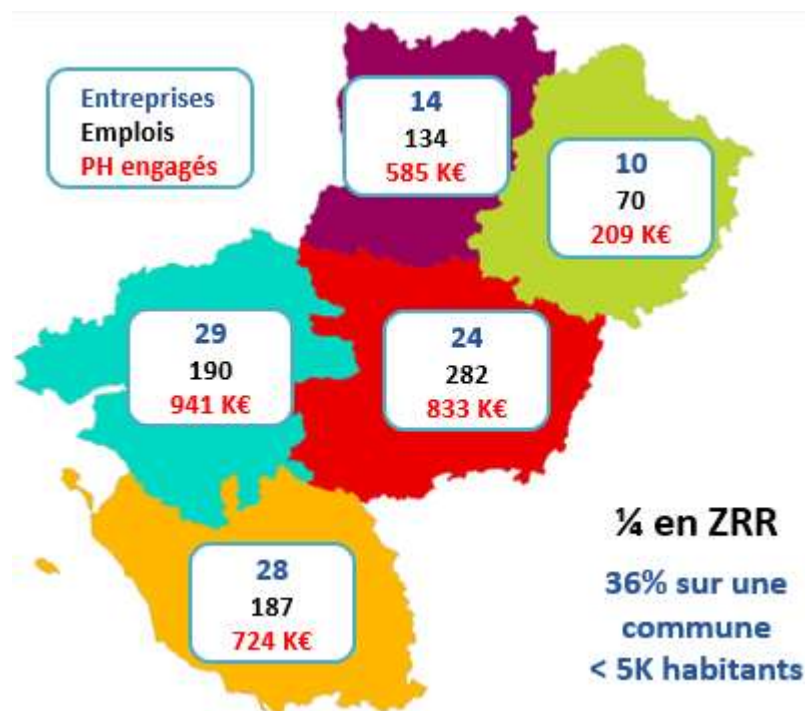 Entreprises
Emplois
PH engagés
14
134
585 K€
10
70
209 K€
29
190
941 K€
24
282
833 K€
28
187
724 K€
¼ en ZRR
36% sur une
commune
< 5K habitants